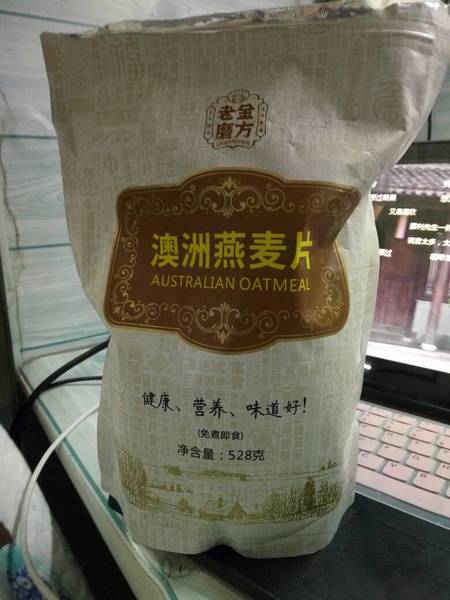 老金
磨方
澳洲燕麦片
AUSTRALIAN OATMEAL
健康、营养、味道好!
(免煮即食)
净含量：528克